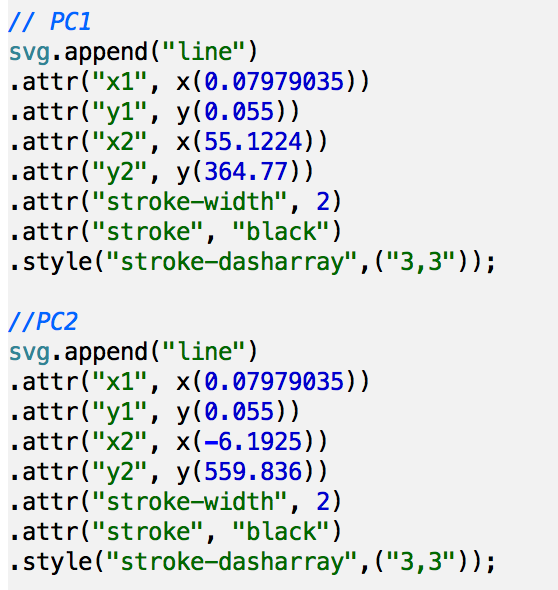 // PC1
svg.append("line")
.attr("x1", x(0.07979035))
.attr("y1", y(0.055))
.attr("x2", x(55.1224))
.attr("y2", y(364.77))
.attr("stroke-width", 2)
.attr("stroke", "black")
.style("stroke-dasharray",("3,3"));
//PC2
svg.append("line")
.attr("x1", x(0.07979035))
.attr("y1", y(0.055))
.attr("x2", x(-6.1925))
.attr("y2", y(559.836))
.attr("stroke-width", 2)
.attr("stroke", "black")
.style("stroke-dasharray",("3,3"));